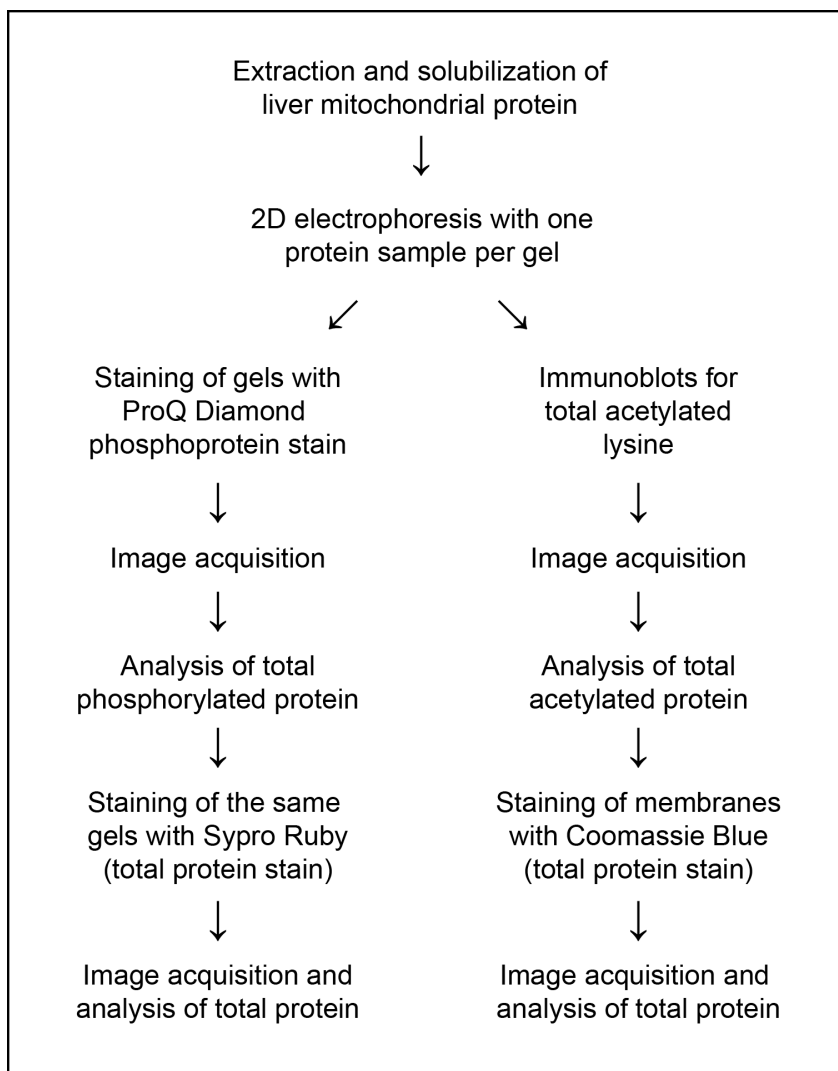 Extraction and solubilization of
liver mitochondrial protein
2D electrophoresis with one
protein sample per gel
Staining of gels with
ProQ Diamond
phosphoprotein stain
Immunoblots for
total acetylated
lysine
Image acquisition
Image acquisition
Analysis of total
phosphorylated protein
Analysis of total
acetylated protein
Staining of the same
gels with Sypro Ruby
(total protein stain)
Staining of membranes
with Coomassie Blue
(total protein stain)
Image acquisition and
analysis of total protein
Image acquisition and
analysis of total protein